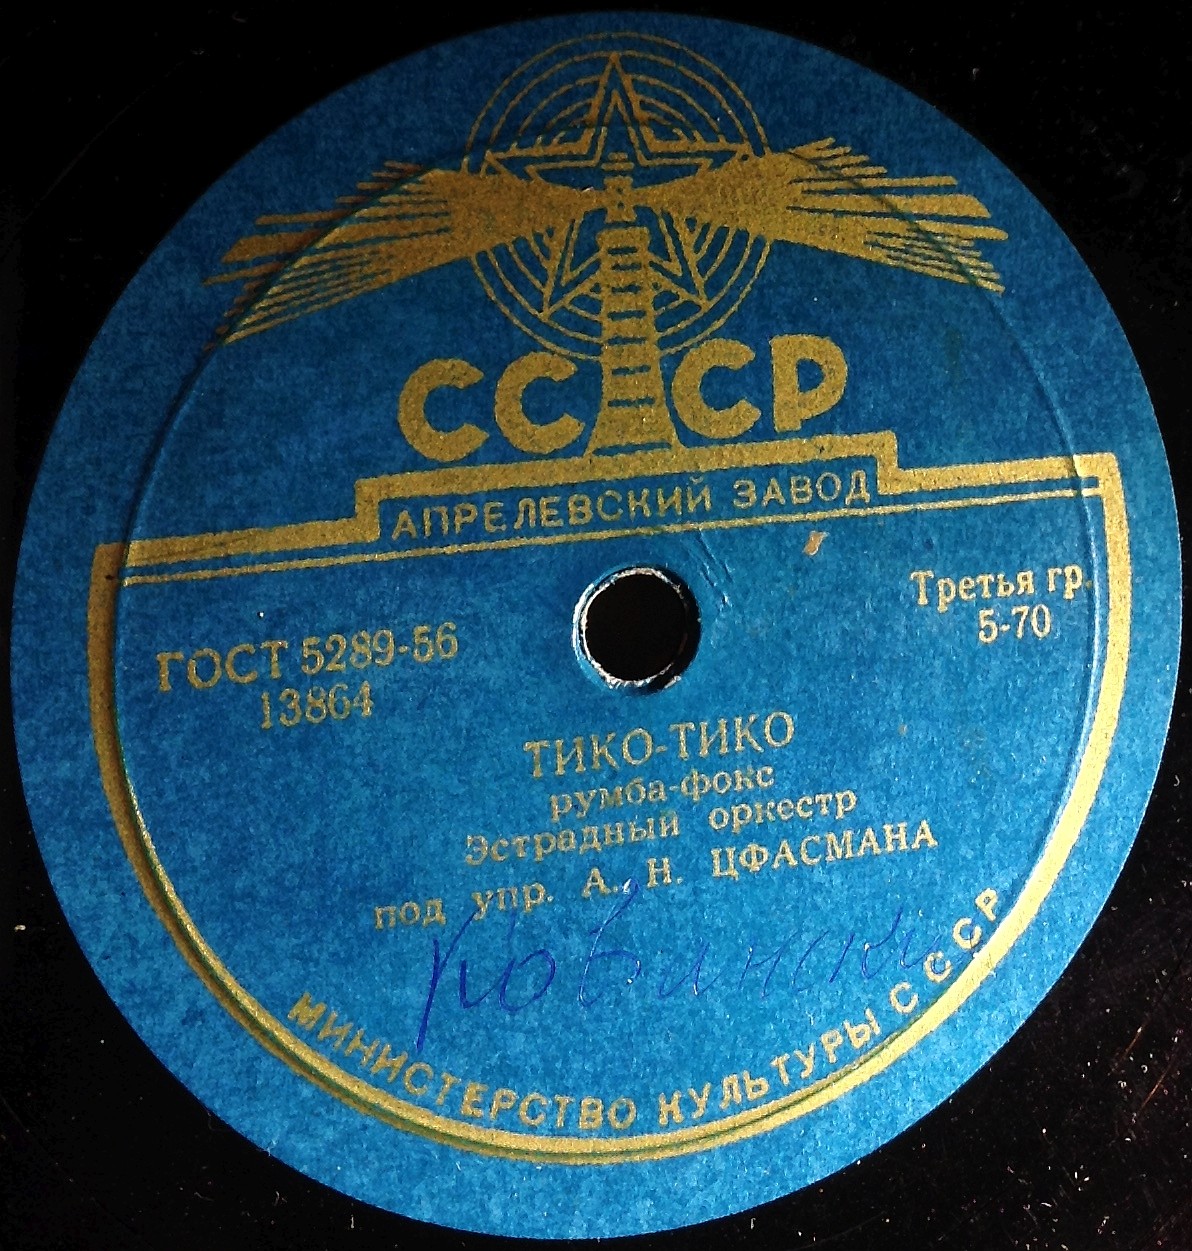 СССР
АПРЕЛЕВСКИЙ ЗАВОД
ГОСТ 5289-56
13864
Третья гр.
5-70
ТИКО-ТИКО
румба-фокс
Эстрадный оркестр
под упр. А. Н. ЦФАСМАНА
МИНИСТЕРСТВО КУЛЬТУРЫ СССР